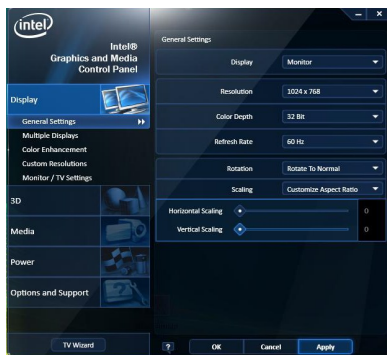 intel
Intel®
Graphics and Media
Control Panel
Display
General Settings
Multiple Displays
Color Enhancement
Custom Resolutions
Monitor / TV Settings
3D
Media
Power
Options and Support
TV Wizard
General Settings
Display Monitor
Resolution 1024 x 768
Color Depth 32 Bit
Refresh Rate 60 Hz
Rotation Rotate To Normal
Scaling Customize Aspect Ratio
Horizontal Scaling 0
Vertical Scaling 0
? OK Cancel Apply